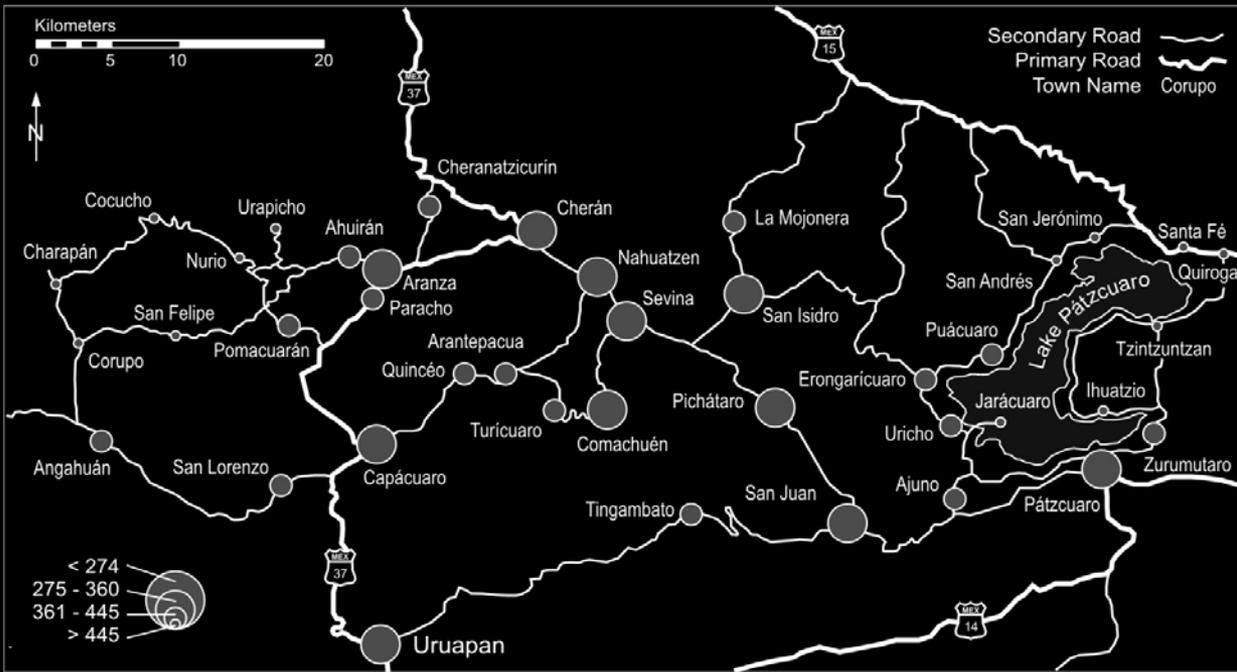 Kilometers
0 5 10 20
N
MEX
37
MEX
15
Secondary Road
Primary Road
Town Name Corupo
Cheranatzicurín
Cocucho
Urapicho
Cherán
La Mojonera
San Jerónimo
Santa Fé
Charapán
Ahuirán
Nurio
Aranza
Nahuatzen
San Andrés
Quiroga
Lake Pátzcuaro
San Felipe
Paracho
Sevina
San Isidro
Puácuaro
Corupo
Pomacuarán
Arantepacua
Tzintzuntzan
Quincéo
Erongarícuaro
Ihuatzio
Pichátaro
Jarácuaro
Turícuaro
Comachuén
Uricho
Angahuán
San Lorenzo
Capácuaro
Zurumutaro
San Juan
Ajuno
Pátzcuaro
Tingambato
MEX
37
< 274
275 - 360
361 - 445
> 445
Uruapan
MEX
14